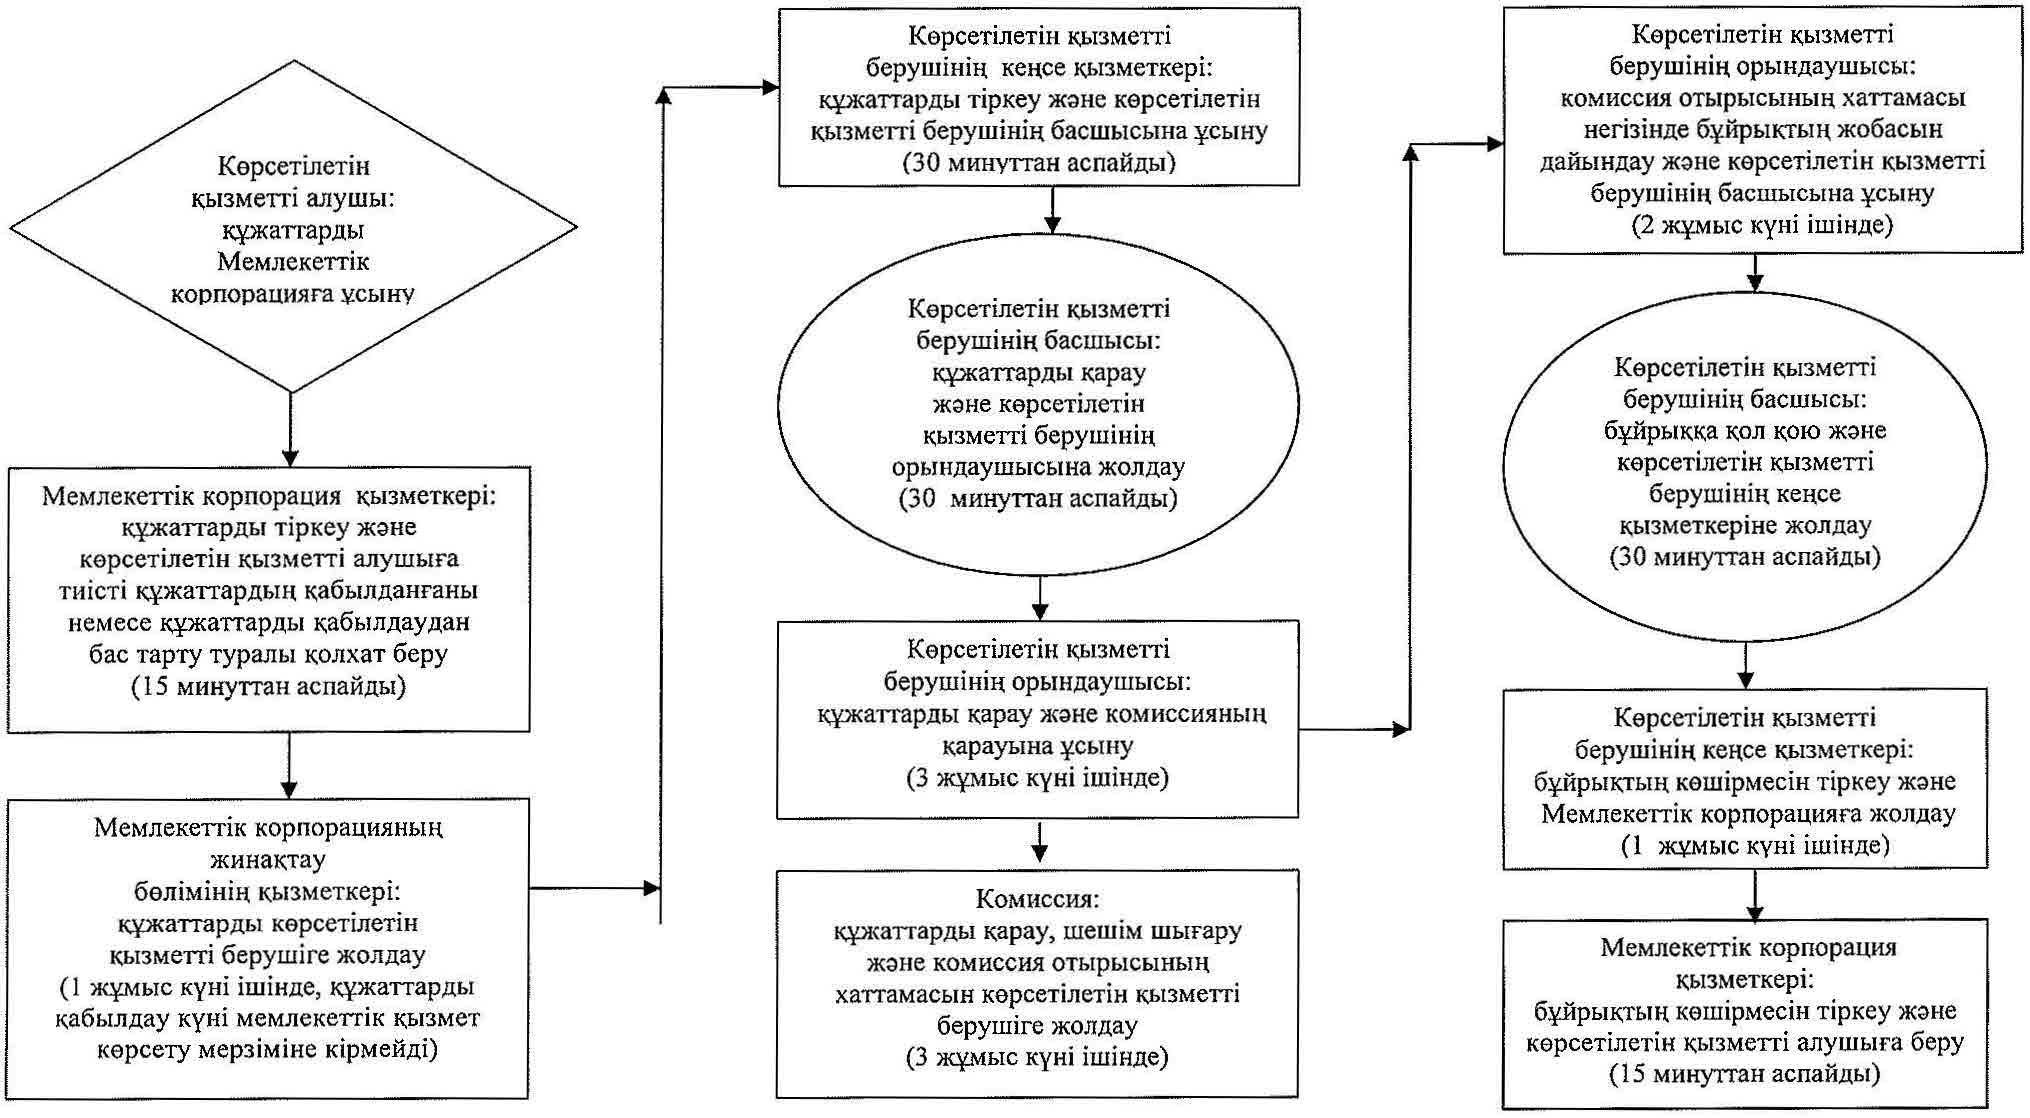 Көрсетілетін
қызметті алушы:
құжаттарды
Мемлекеттік
корпорацияға ұсыну
Мемлекеттік корпорация қызметкері:
құжаттарды тіркеу және
көрсетілетін қызметті алушыға
тиісті құжаттардың қабылданғаны
немесе құжаттарды қабылдаудан
бас тарту туралы қолхат беру
(15 минуттан аспайды)
Мемлекеттік корпорацияның
жинақтау
бөлімінің қызметкері:
құжаттарды көрсетілетін
қызметті берушіге жолдау
(1 жұмыс күні ішінде, құжаттарды
қабылдау күні мемлекеттік қызмет
көрсету мерзіміне кірмейді)
Көрсетілетін қызметті
берушінің кеңсе қызметкері:
құжаттарды тіркеу және көрсетілетін
қызметті берушінің басшысына ұсыну
(30 минуттан аспайды)
Көрсетілетін қызметті
берушінің басшысы:
құжаттарды қарау
және көрсетілетін
қызметті берушінің
орындаушысына жолдау
(30 минуттан аспайды)
Көрсетілетін қызметті
берушінің орындаушысы:
құжаттарды қарау және комиссияның
қарауына ұсыну
(3 жұмыс күні ішінде)
Комиссия:
құжаттарды қарау, шешім шығару
және комиссия отырысының
хаттамасын көрсетілетін қызметті
берушіге жолдау
(3 жұмыс күні ішінде)
Көрсетілетін қызметті
берушінің орындаушысы:
комиссия отырысының хаттамасы
негізінде бұйрықтың жобасын
дайындау және көрсетілетін қызметті
берушінің басшысына ұсыну
(2 жұмыс күні ішінде)
Көрсетілетін қызметті
берушінің басшысы:
бұйрыққа қол қою және
көрсетілетін қызметті
берушінің кеңсе
қызметкеріне жолдау
(30 минуттан аспайды)
Көрсетілетін қызметті
берушінің кеңсе қызметкері:
бұйрықтың көшірмесін тіркеу және
Мемлекеттік корпорацияға жолдау
(1 жұмыс күні ішінде)
Мемлекеттік корпорация
қызметкері:
бұйрықтың көшірмесін тіркеу және
көрсетілетін қызметті алушыға беру
(15 минуттан аспайды)